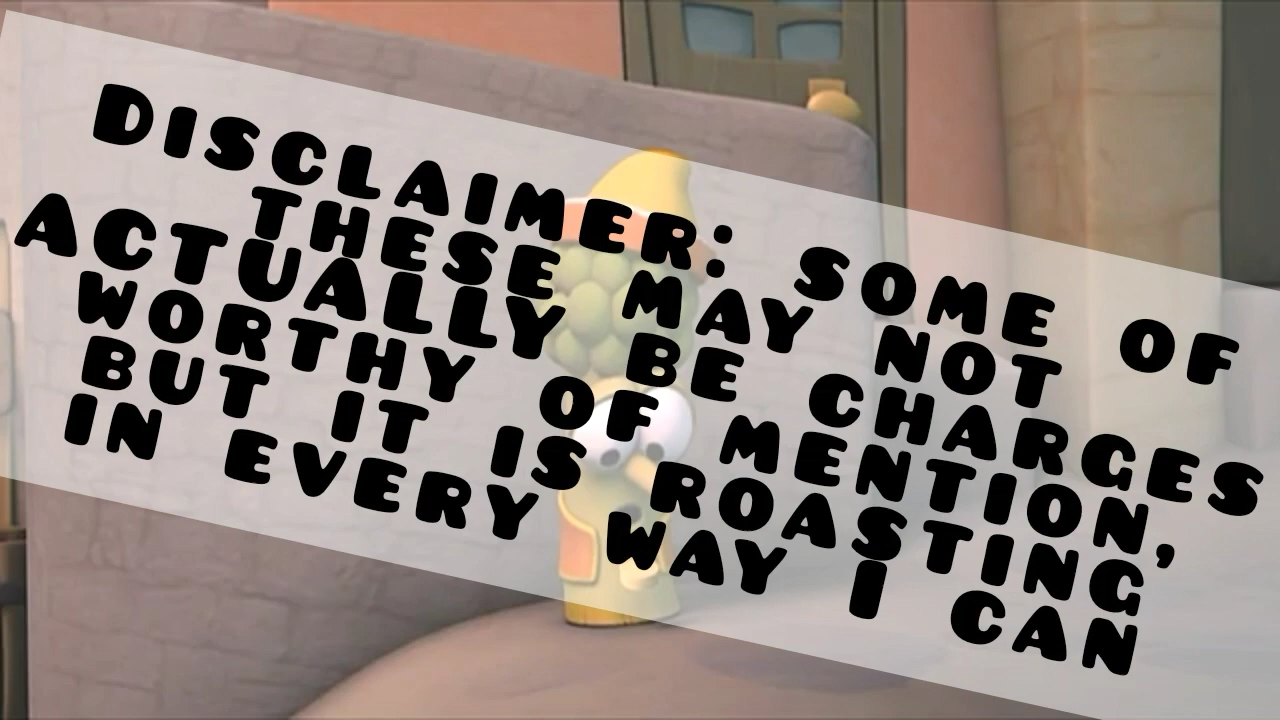 DISCLAIMER: SOME OF
THESE MAY NOT
ACTUALLY BE CHARGES
WORTHY OF MENTION,
BUT IT IS ROASTING
IN EVERY WAY I CAN